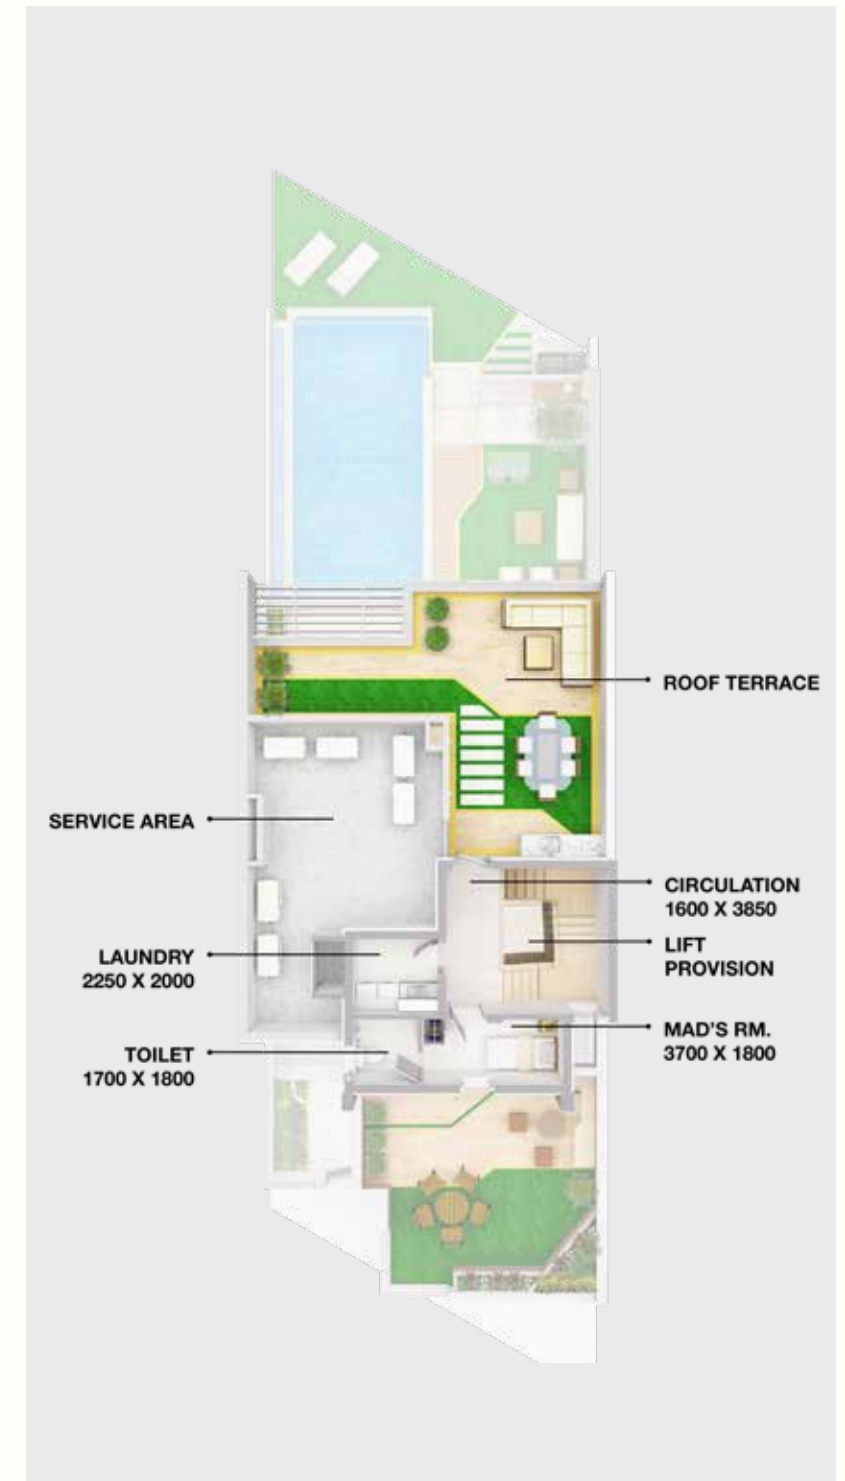 ROOF TERRACE
SERVICE AREA
CIRCULATION
1600 X 3850
LIFT
PROVISION
LAUNDRY
2250 X 2000
MAD'S RM.
3700 X 1800
TOILET
1700 X 1800